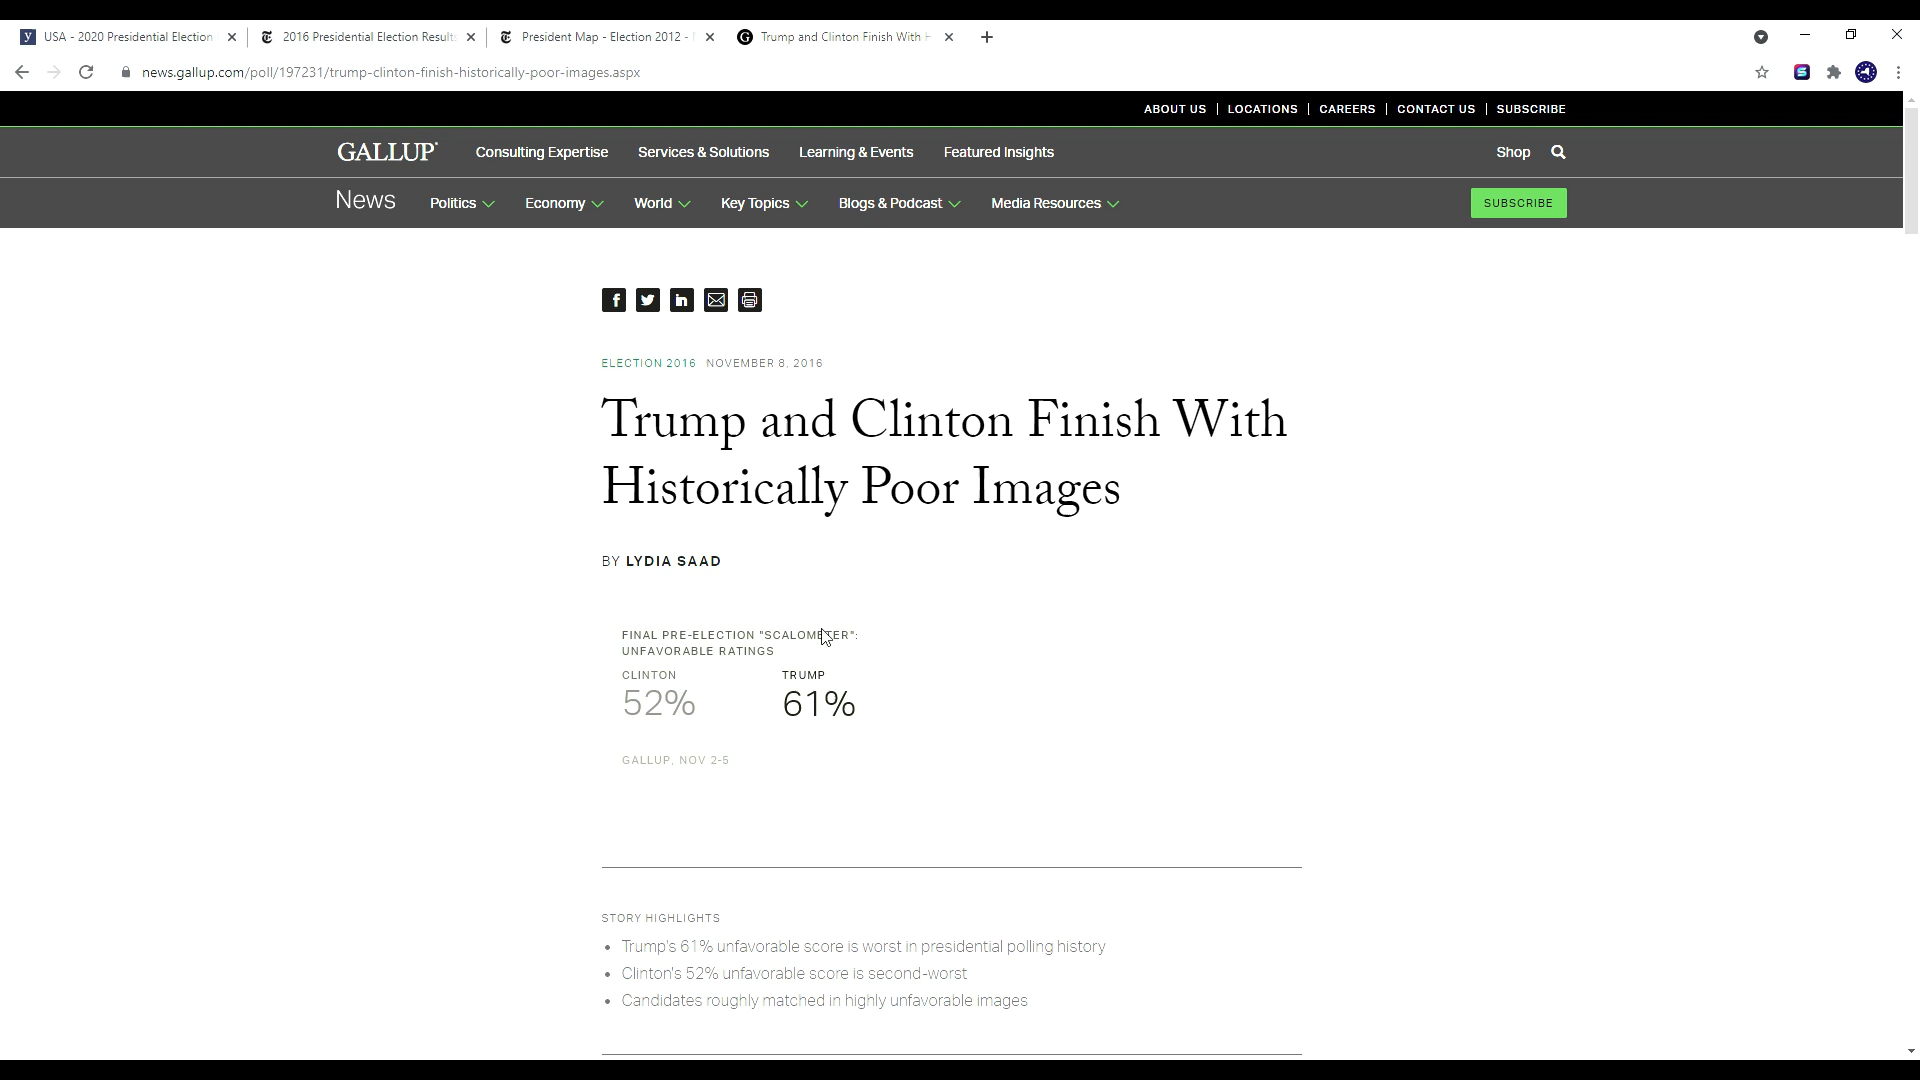 USA - 2020 Presidential Election
2016 Presidential Election Results
President Map - Election 2012 -
Trump and Clinton Finish With H
news.gallup.com/poll/197231/trump-clinton-finish-historically-poor-images.aspx
ABOUT US | LOCATIONS | CAREERS | CONTACT US | SUBSCRIBE
GALLUP Consulting Expertise Services & Solutions Learning & Events Featured Insights Shop
News Politics Economy World Key Topics Blogs & Podcast Media Resources SUBSCRIBE
ELECTION 2016 NOVEMBER 8, 2016
Trump and Clinton Finish With
Historically Poor Images
BY LYDIA SAAD
FINAL PRE-ELECTION "SCALOMETER":
UNFAVORABLE RATINGS
CLINTON TRUMP
52% 61%
GALLUP, NOV 2-5
STORY HIGHLIGHTS
• Trump's 61% unfavorable score is worst in presidential polling history
• Clinton's 52% unfavorable score is second-worst
• Candidates roughly matched in highly unfavorable images